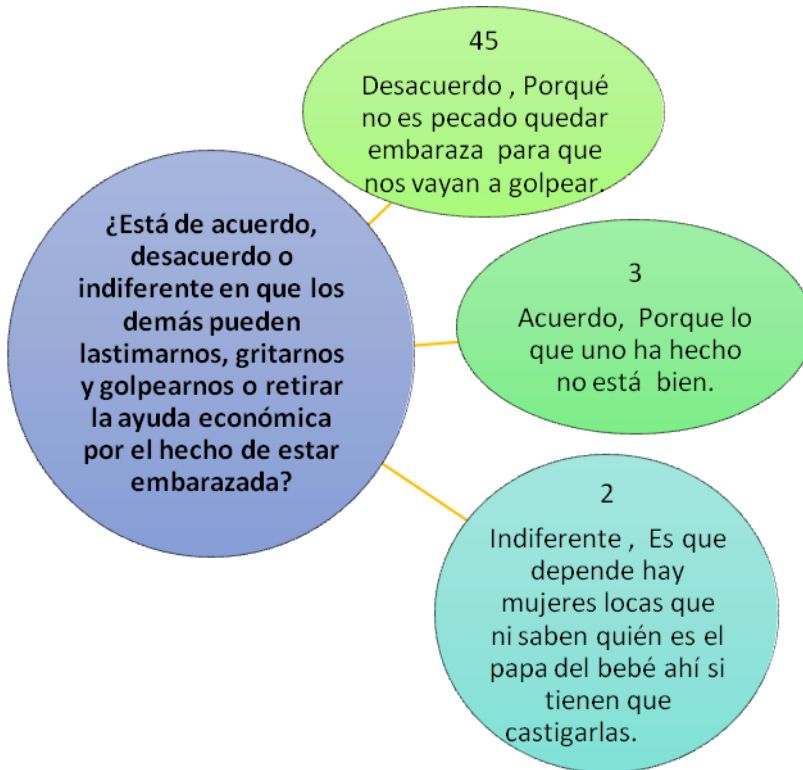 ¿Está de acuerdo,
desacuerdo o
indiferente en que los
demás pueden
lastimarnos, gritarnos
y golpearnos o retirar
la ayuda económica
por el hecho de estar
embarazada?
45
Desacuerdo , Porqué
no es pecado quedar
embaraza  para que
nos vayan a golpear.
3
Acuerdo,  Porque lo
que uno ha hecho
no está  bien.
2
Indiferente ,  Es que
depende hay
mujeres locas que
ni saben quién es el
papa del bebé ahí si
tienen que
castigarlas.